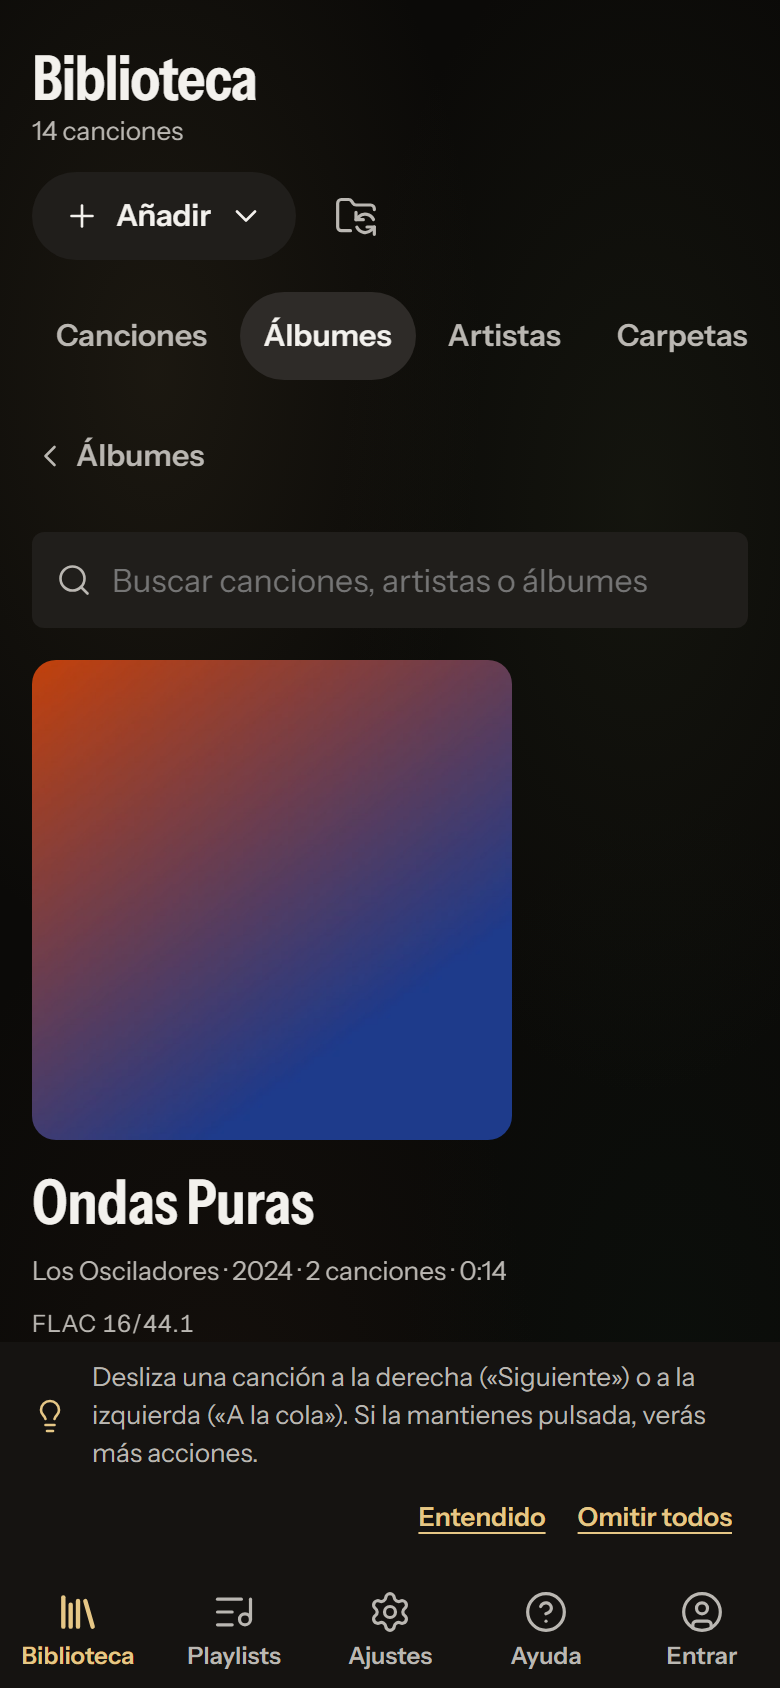 Biblioteca
14 canciones
Añadir
Canciones Álbumes Artistas Carpetas
Álbumes
Buscar canciones, artistas o álbumes
Ondas Puras
Los Osciladores · 2024 · 2 canciones · 0:14
FLAC 16/44.1
Desliza una canción a la derecha («Siguiente») o a la
izquierda («A la cola»). Si la mantienes pulsada, verás
más acciones.
Entendido Omitir todos
Biblioteca Playlists Ajustes Ayuda Entrar